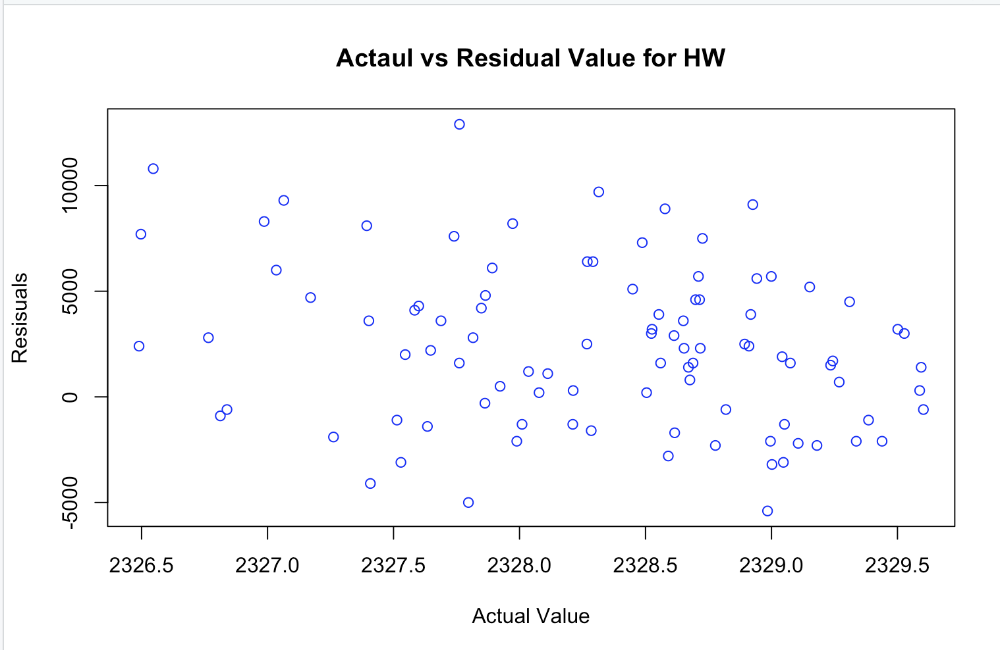 Actaul vs Residual Value for HW
Resisuals
10000
5000
0
-5000
2326.5 2327.0 2327.5 2328.0 2328.5 2329.0 2329.5
Actual Value